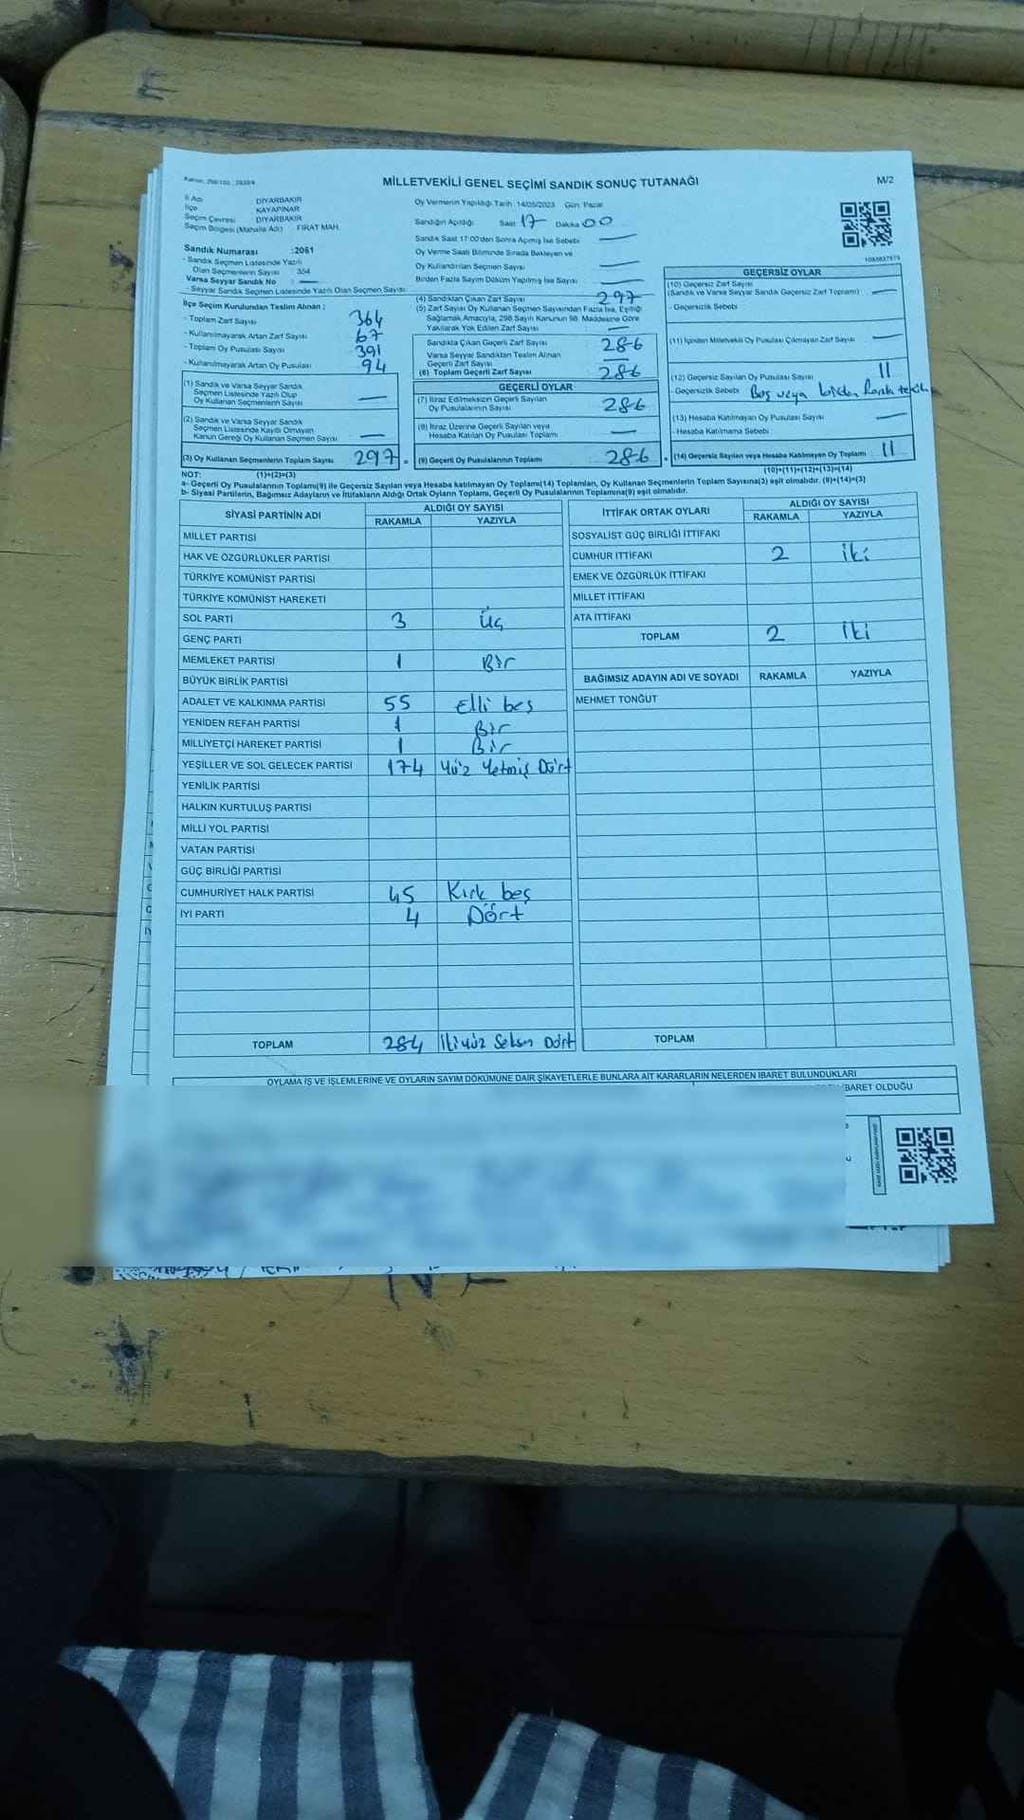 MİLLETVEKİLİ GENEL SEÇİMİ SANDIK SONUÇ TUTANAĞI
M/2
İl Adı DİYARBAKIR
İlçe KAYAPINAR
Seçim Çevresi DİYARBAKIR
Seçim Bölgesi (Mahalle Adı) FIRAT MAH.
Sandık Numarası :2061
- Sandık Seçmen Listesinde Yazılı
Olan Seçmenlerin Sayısı 354
Varsa Seyyar Sandık No : —
- Seyyar Sandık Seçmen Listesinde Yazılı Olan Seçmen Sayısı
İlçe Seçim Kurulundan Teslim Alınan :
- Toplam Zarf Sayısı 364
- Kullanılmayarak Artan Zarf Sayısı 67
- Toplam Oy Pusulası Sayısı 391
- Kullanılmayarak Artan Oy Pusulası 94
(1) Sandık ve Varsa Seyyar Sandık
Seçmen Listesinde Yazılı Olup
Oy Kullanan Seçmenlerin Sayısı —
(2) Sandık ve Varsa Seyyar Sandık
Seçmen Listesinde Kayıtlı Olmayan
Kanun Gereği Oy Kullanan Seçmen Sayısı —
(3) Oy Kullanan Seçmenlerin Toplam Sayısı 297
Oy Vermenin Yapıldığı Tarih : 14/05/2023 Gün: Pazar
Sandığın Açıldığı Saat 17 Dakika 00
Sandık Saat 17:00'den Sonra Açılmış İse Sebebi —
Oy Verme Saati Bitiminde Sırada Bekleyen ve
Oy Kullandırılan Seçmen Sayısı —
Birden Fazla Sayım Döküm Yapılmış İse Sayısı —
(4) Sandıktan Çıkan Zarf Sayısı 297
(5) Zarf Sayısı Oy Kullanan Seçmen Sayısından Fazla İse, Eşitliği
Sağlamak Amacıyla, 298 Sayılı Kanunun 98. Maddesine Göre
Yakılarak Yok Edilen Zarf Sayısı —
Sandıkta Çıkan Geçerli Zarf Sayısı 286
Varsa Seyyar Sandıktan Teslim Alınan
Geçerli Zarf Sayısı —
(6) Toplam Geçerli Zarf Sayısı 286
GEÇERLİ OYLAR
(7) İtiraz Edilmeksizin Geçerli Sayılan
Oy Pusulalarının Sayısı 286
(8) İtiraz Üzerine Geçerli Sayılan veya
Hesaba Katılan Oy Pusulası Toplamı —
(9) Geçerli Oy Pusulalarının Toplamı 286
GEÇERSİZ OYLAR
(10) Geçersiz Zarf Sayısı
(Sandık ve Varsa Seyyar Sandık Geçersiz Zarf Toplamı) —
- Geçersizlik Sebebi
(11) İçinden Milletvekili Oy Pusulası Çıkmayan Zarf Sayısı —
(12) Geçersiz Sayılan Oy Pusulası Sayısı 11
- Geçersizlik Sebebi Boş veya birden fazla
(13) Hesaba Katılmayan Oy Pusulası Sayısı —
- Hesaba Katılmama Sebebi
(14) Geçersiz Sayılan veya Hesaba Katılmayan Oy Toplamı 11
(10)+(11)+(12)+(13)=(14)
NOT: (1)+(2)=(3)
a- Geçerli Oy Pusulalarının Toplamı(9) ile Geçersiz Sayılan veya Hesaba katılmayan Oy Toplamı(14) Toplamları, Oy Kullanan Seçmenlerin Toplam Sayısına(3) eşit olmalıdır. (9)+(14)=(3)
b- Siyasi Partilerin, Bağımsız Adayların ve İttifakların Aldığı Ortak Oyların Toplamı, Geçerli Oy Pusulalarının Toplamına(9) eşit olmalıdır.
SİYASİ PARTİNİN ADI ALDIĞI OY SAYISI
RAKAMLA YAZIYLA
MİLLET PARTİSİ
HAK VE ÖZGÜRLÜKLER PARTİSİ
TÜRKİYE KOMÜNİST PARTİSİ
TÜRKİYE KOMÜNİST HAREKETİ
SOL PARTİ 3 Üç
GENÇ PARTİ
MEMLEKET PARTİSİ 1 Bir
BÜYÜK BİRLİK PARTİSİ
ADALET VE KALKINMA PARTİSİ 55 Elli beş
YENİDEN REFAH PARTİSİ 1 Bir
MİLLİYETÇİ HAREKET PARTİSİ 1 Bir
YEŞİLLER VE SOL GELECEK PARTİSİ 174 Yüz Yetmiş Dört
YENİLİK PARTİSİ
HALKIN KURTULUŞ PARTİSİ
MİLLİ YOL PARTİSİ
VATAN PARTİSİ
GÜÇ BİRLİĞİ PARTİSİ
CUMHURİYET HALK PARTİSİ 45 Kırk beş
İYİ PARTİ 4 Dört
TOPLAM 284 İkiyüz Seksen Dört
İTTİFAK ORTAK OYLARI ALDIĞI OY SAYISI
RAKAMLA YAZIYLA
SOSYALİST GÜÇ BİRLİĞİ İTTİFAKI
CUMHUR İTTİFAKI 2 İki
EMEK VE ÖZGÜRLÜK İTTİFAKI
MİLLET İTTİFAKI
ATA İTTİFAKI
TOPLAM 2 İki
BAĞIMSIZ ADAYIN ADI VE SOYADI RAKAMLA YAZIYLA
MEHMET TONĞUT
TOPLAM
OYLAMA İŞ VE İŞLEMLERİNE VE OYLARIN SAYIM DÖKÜMÜNE DAİR ŞİKAYETLERLE BUNLARA AİT KARARLARIN NELERDEN İBARET BULUNDUKLARI
İBARET OLDUĞU